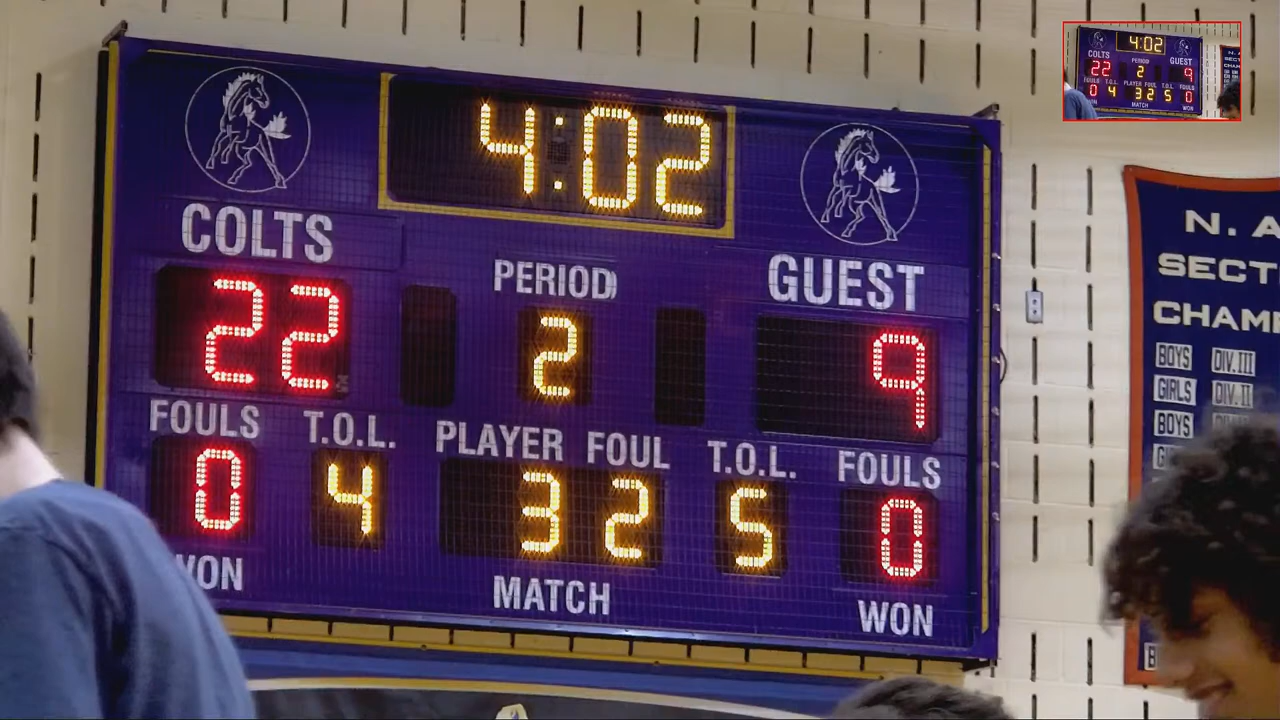 4:02
COLTS
PERIOD
GUEST
22
2
9
FOULS T.O.L. PLAYER FOUL T.O.L. FOULS
0 4 3 2 5 0
WON
MATCH
WON
N. A
SECT
CHAM
BOYS DIV. III
GIRLS DIV. II
BOYS